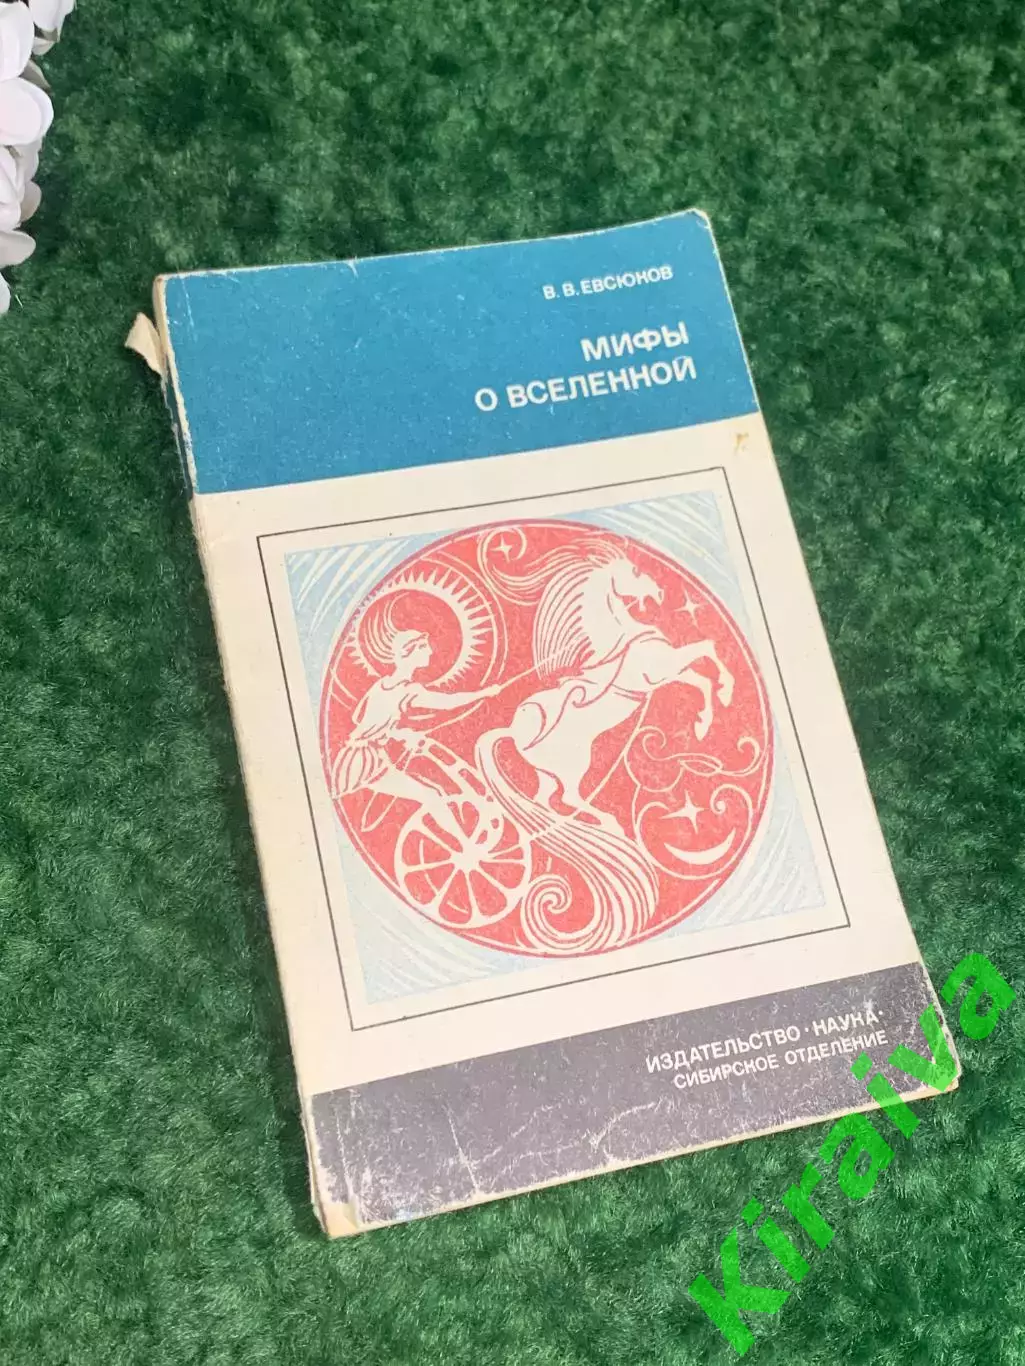 В. В. ЕВСЮКОВ
МИФЫ
О ВСЕЛЕННОЙ
ИЗДАТЕЛЬСТВО · НАУКА ·
СИБИРСКОЕ ОТДЕЛЕНИЕ
Kiraiva